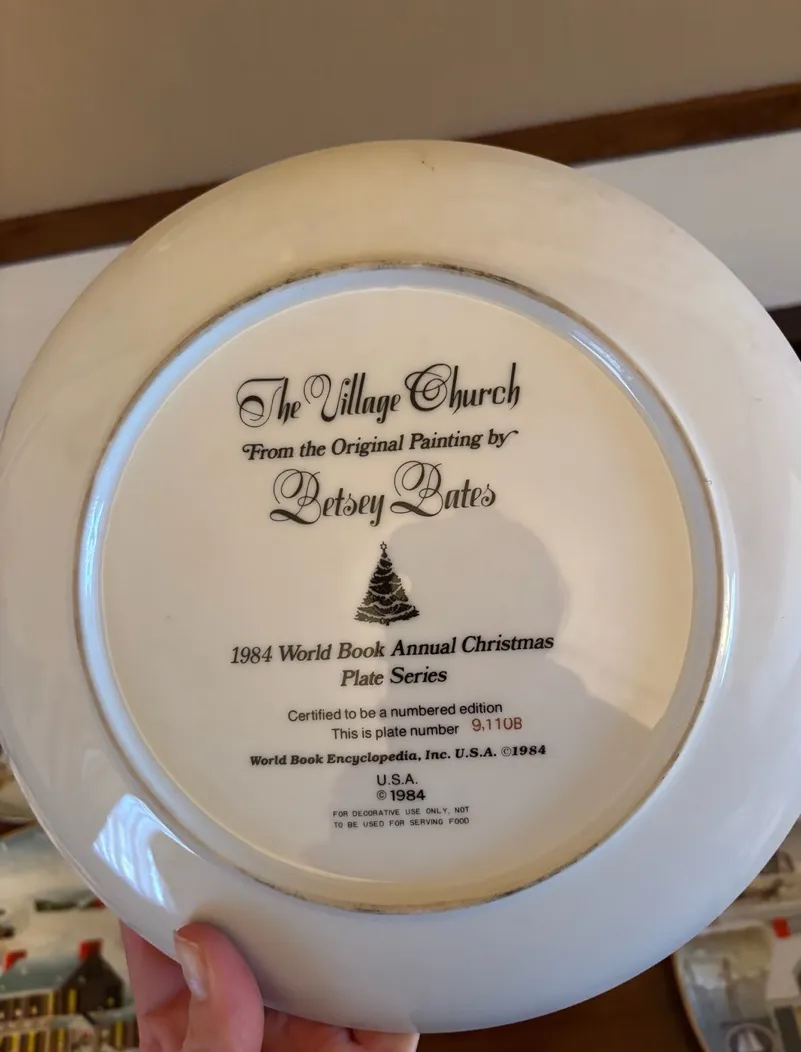 The Village Church
From the Original Painting by
Betsey Bates
1984 World Book Annual Christmas
Plate Series
Certified to be a numbered edition
This is plate number 9,110B
World Book Encyclopedia, Inc. U.S.A. ©1984
U.S.A.
© 1984
FOR DECORATIVE USE ONLY, NOT
TO BE USED FOR SERVING FOOD